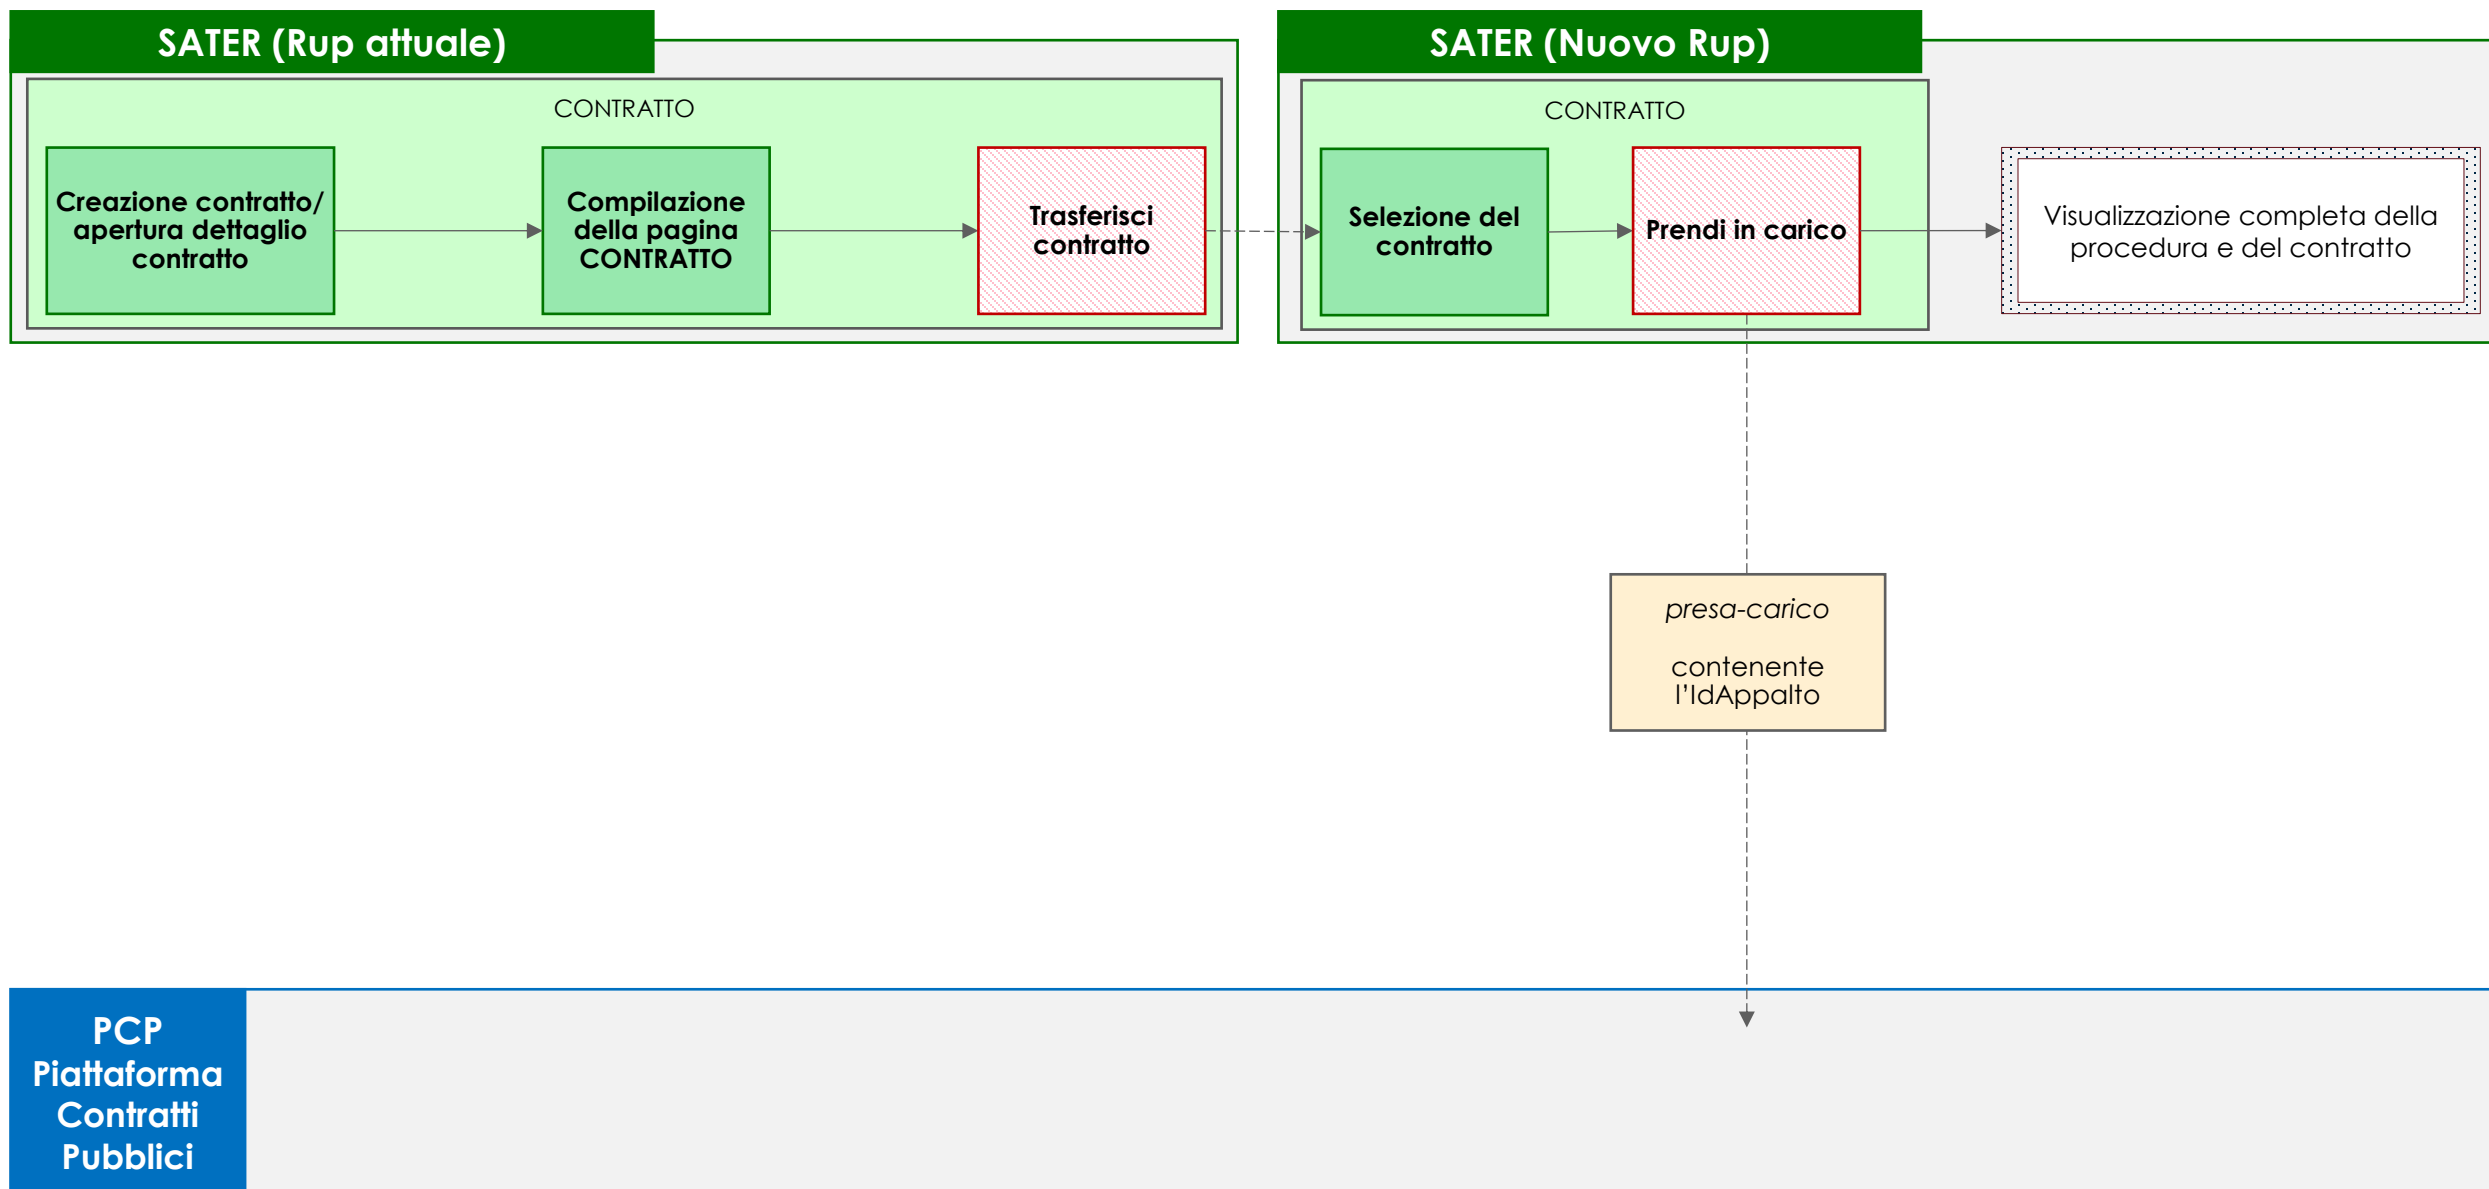 SATER (Rup attuale)
CONTRATTO
Creazione contratto/
apertura dettaglio
contratto
Compilazione
della pagina
CONTRATTO
Trasferisci
contratto
SATER (Nuovo Rup)
CONTRATTO
Selezione del
contratto
Prendi in carico
Visualizzazione completa della
procedura e del contratto
presa-carico
contenente
l'IdAppalto
PCP
Piattaforma
Contratti
Pubblici